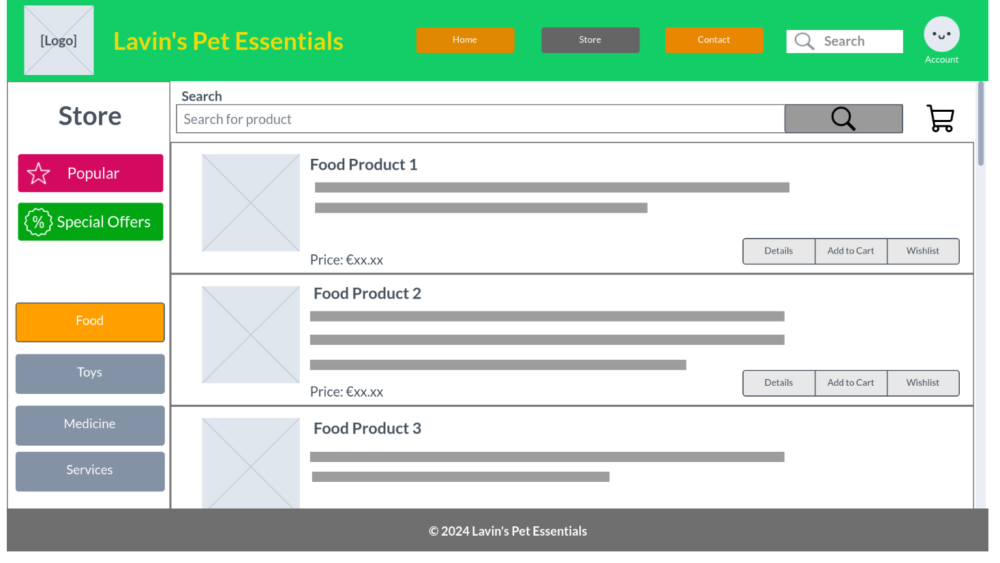 [Logo]
Lavin's Pet Essentials
Home
Store
Contact
Search
Account
Store
Popular
% Special Offers
Food
Toys
Medicine
Services
Search
Search for product
Food Product 1
Price: €xx.xx
Details
Add to Cart
Wishlist
Food Product 2
Price: €xx.xx
Details
Add to Cart
Wishlist
Food Product 3
© 2024 Lavin's Pet Essentials